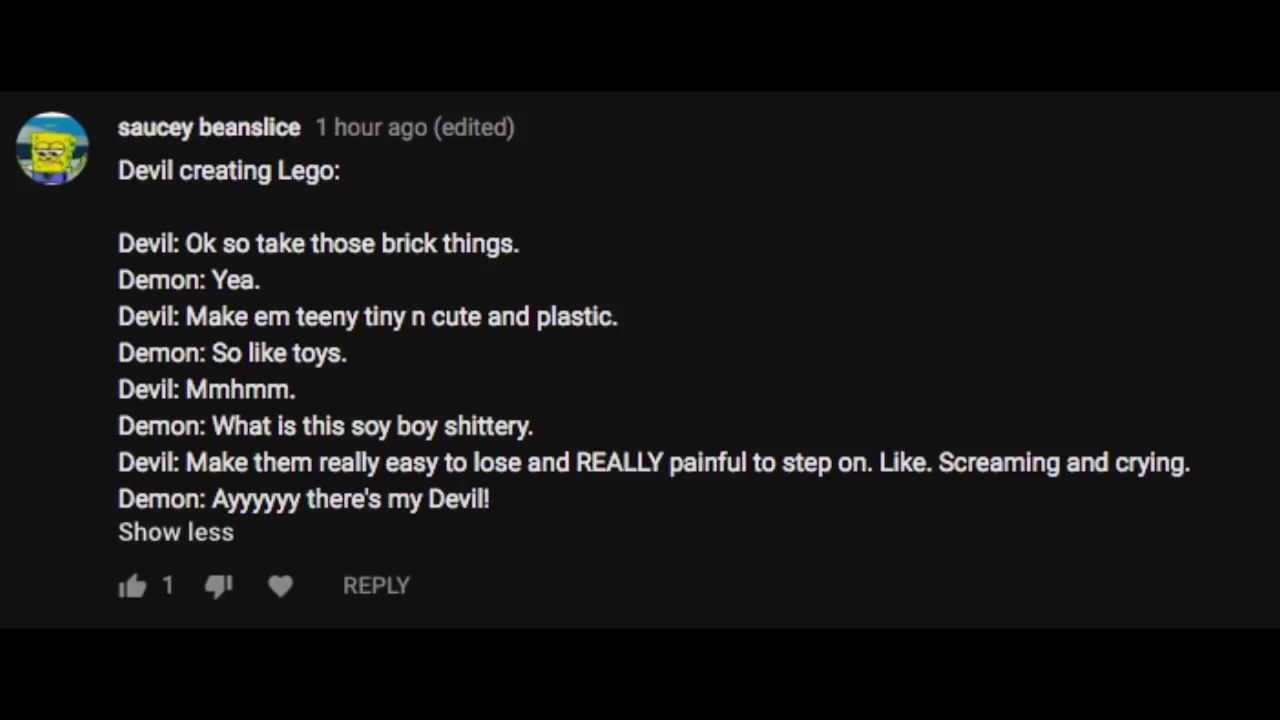 saucey beanslice 1 hour ago (edited)
Devil creating Lego:
Devil: Ok so take those brick things.
Demon: Yea.
Devil: Make em teeny tiny n cute and plastic.
Demon: So like toys.
Devil: Mmhmm.
Demon: What is this soy boy shittery.
Devil: Make them really easy to lose and REALLY painful to step on. Like. Screaming and crying.
Demon: Ayyyyyy there's my Devil!
Show less
1 REPLY